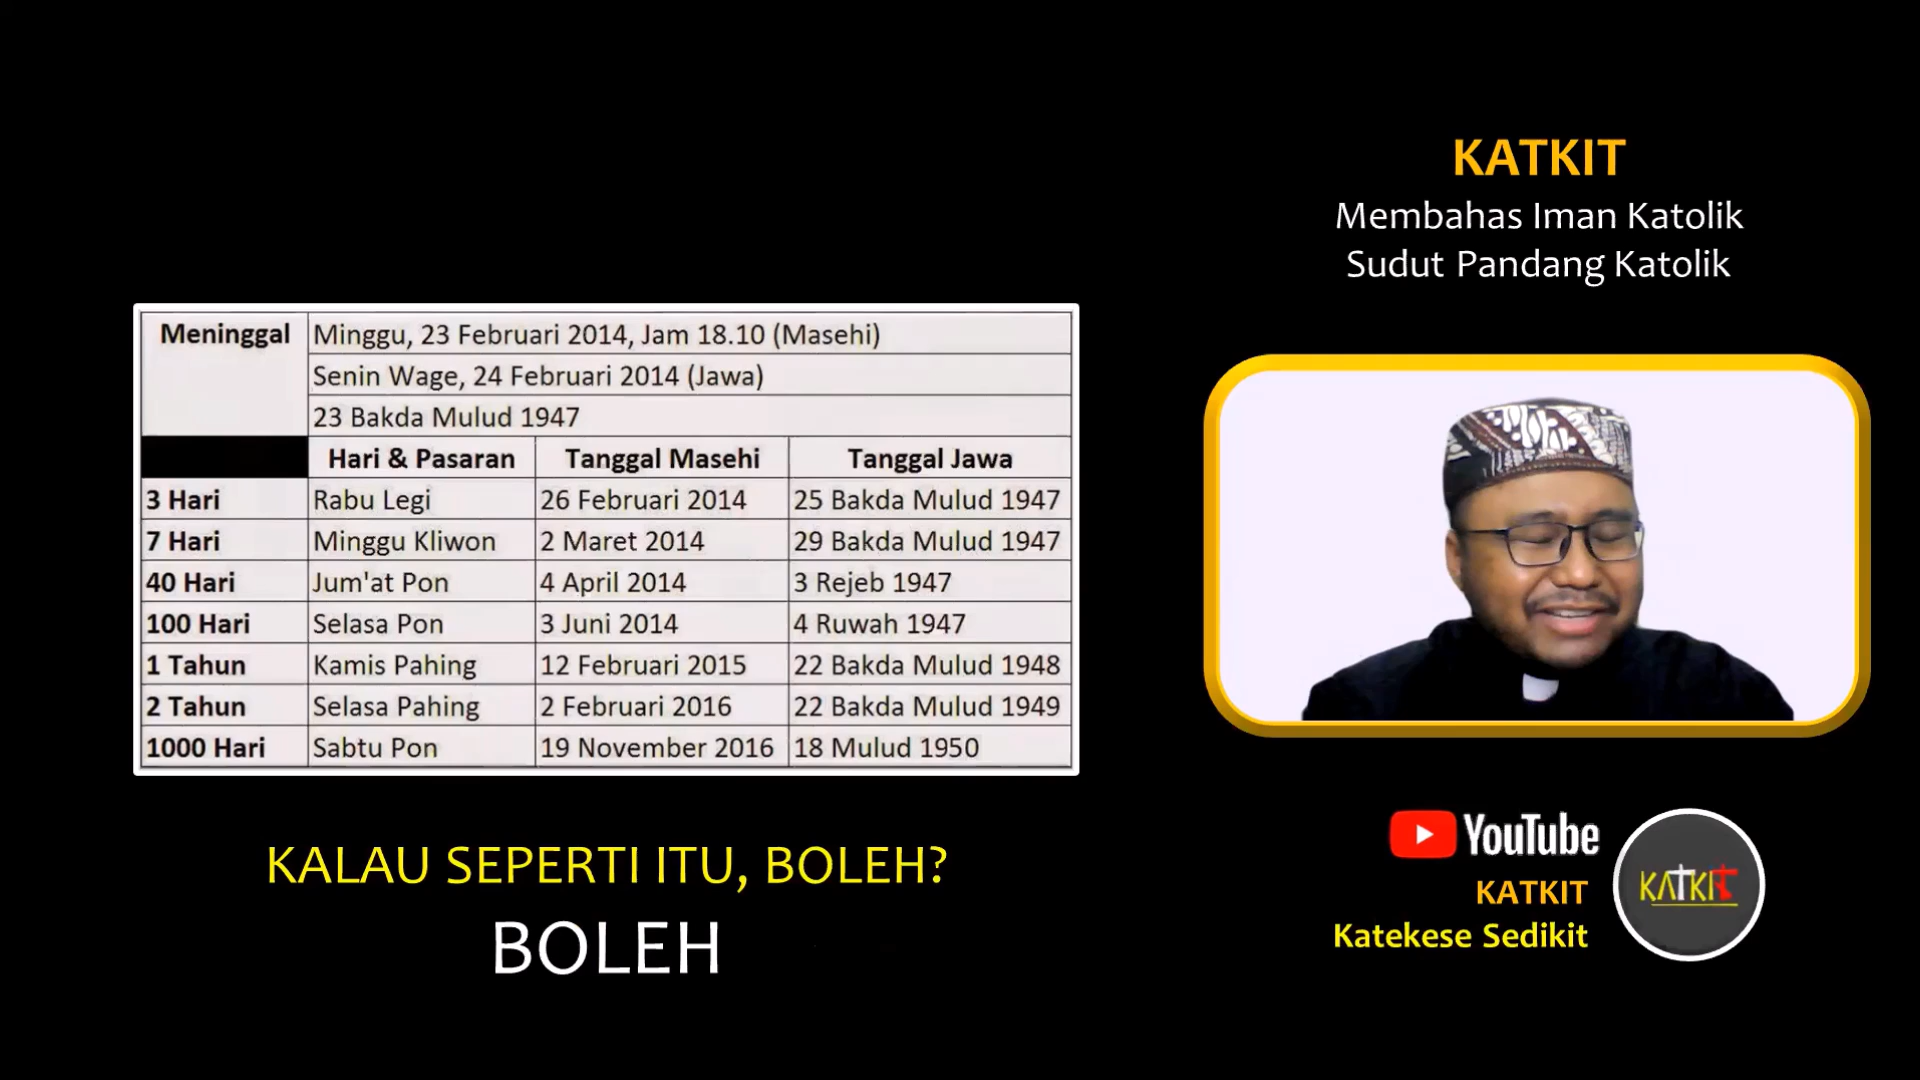 KATKIT
Membahas Iman Katolik
Sudut Pandang Katolik
Meninggal Minggu, 23 Februari 2014, Jam 18.10 (Masehi)
Senin Wage, 24 Februari 2014 (Jawa)
23 Bakda Mulud 1947
Hari & Pasaran Tanggal Masehi Tanggal Jawa
3 Hari Rabu Legi 26 Februari 2014 25 Bakda Mulud 1947
7 Hari Minggu Kliwon 2 Maret 2014 29 Bakda Mulud 1947
40 Hari Jum'at Pon 4 April 2014 3 Rejeb 1947
100 Hari Selasa Pon 3 Juni 2014 4 Ruwah 1947
1 Tahun Kamis Pahing 12 Februari 2015 22 Bakda Mulud 1948
2 Tahun Selasa Pahing 2 Februari 2016 22 Bakda Mulud 1949
1000 Hari Sabtu Pon 19 November 2016 18 Mulud 1950
KALAU SEPERTI ITU, BOLEH?
BOLEH
YouTube
KATKIT
Katekese Sedikit
KATKIT